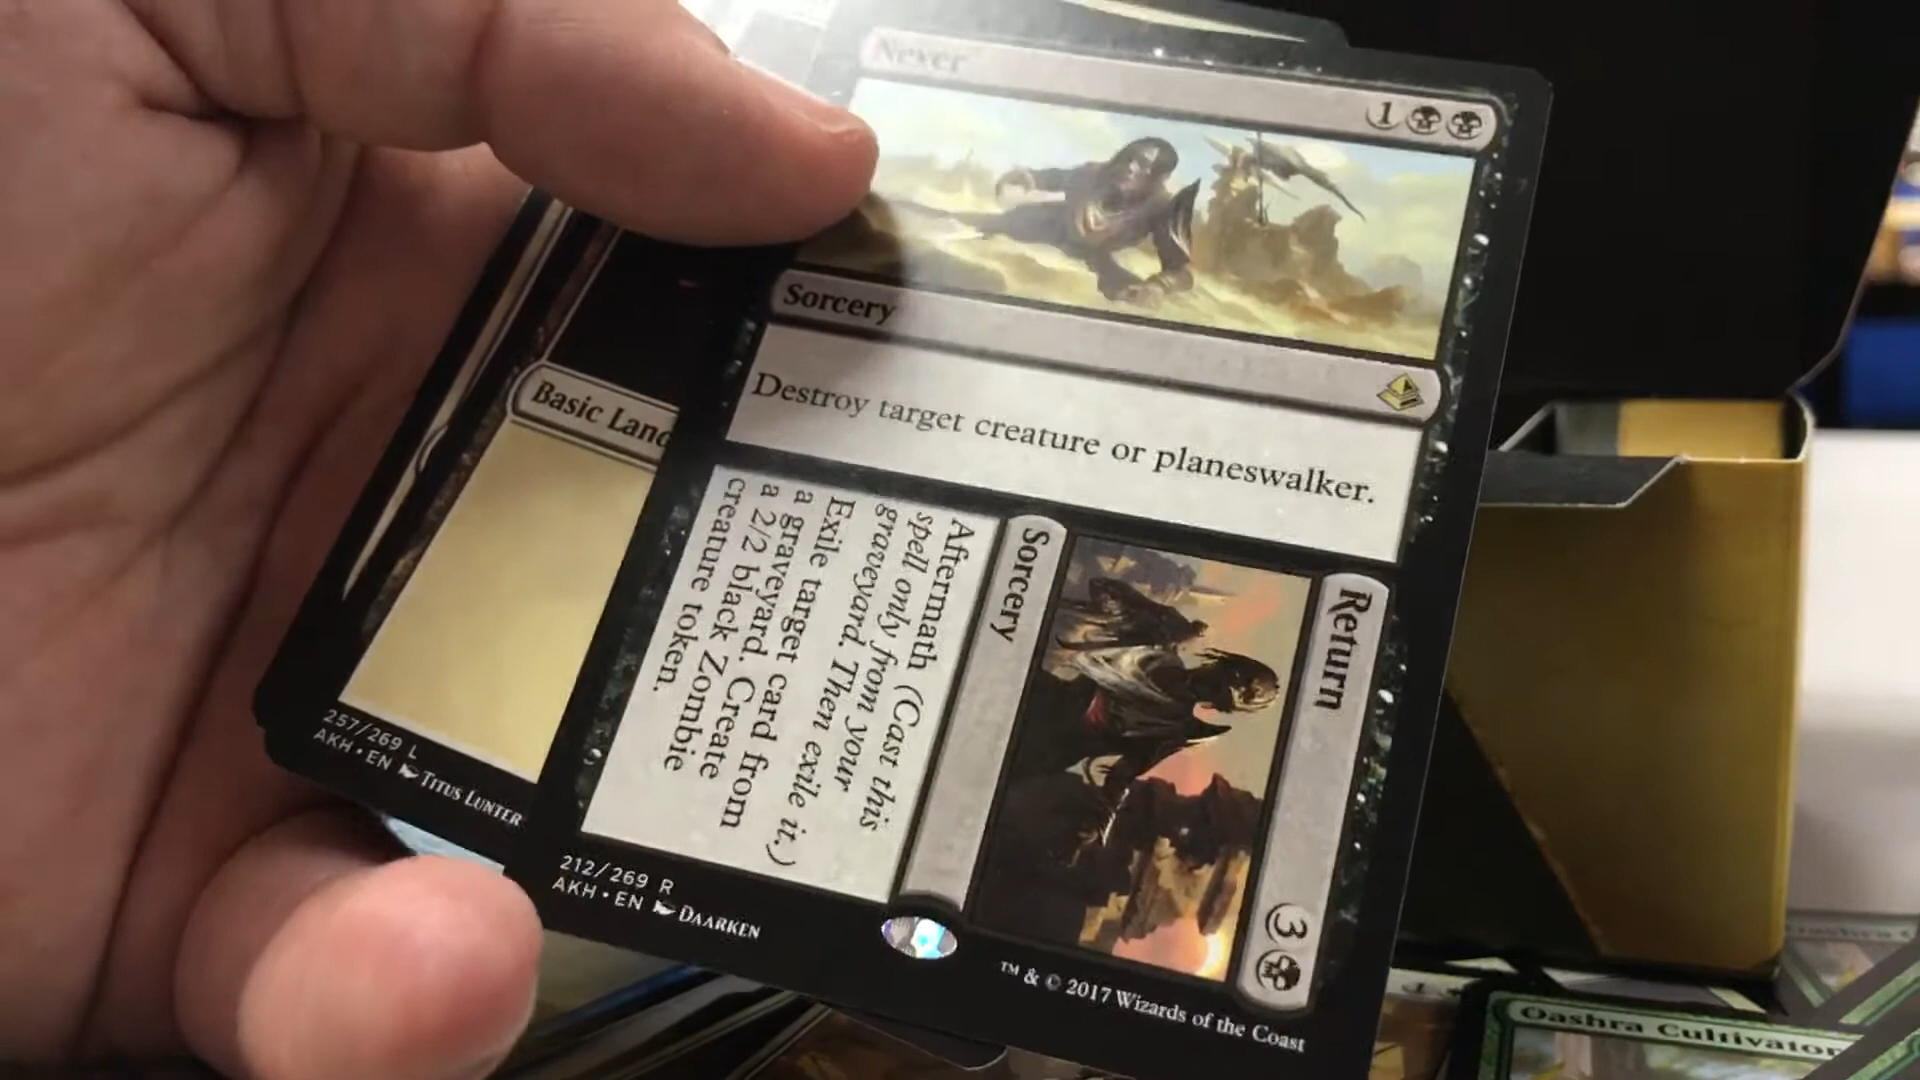 Never
1
Sorcery
Destroy target creature or planeswalker.
Return
3
Sorcery
Aftermath (Cast this
spell only from your
graveyard. Then exile it.)
Exile target card from
a graveyard. Create
a 2/2 black Zombie
creature token.
212/269 R
AKH • EN DAARKEN
™ & © 2017 Wizards of the Coast
Basic Land
257/269 L
AKH • EN TITUS LUNTER
Oashra Cultivator